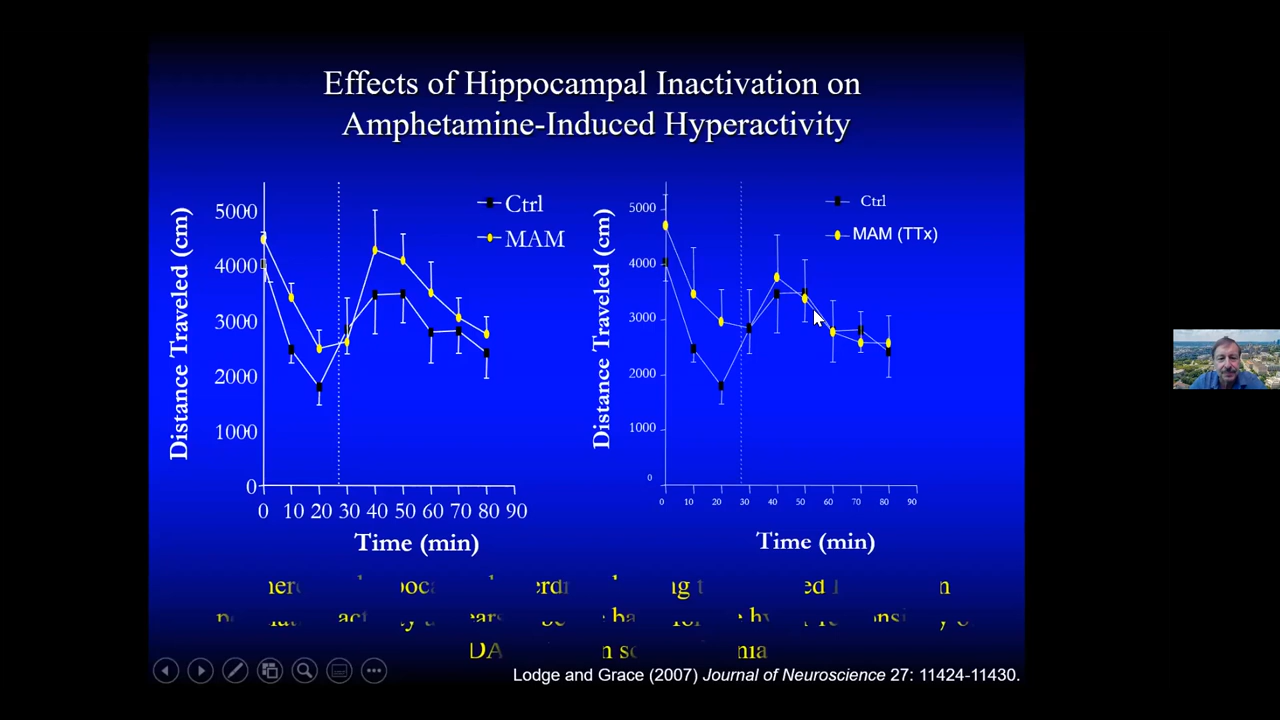 Effects of Hippocampal Inactivation on
Amphetamine-Induced Hyperactivity
Distance Traveled (cm)
5000
4000
3000
2000
1000
0
0 10 20 30 40 50 60 70 80 90
Time (min)
Ctrl
MAM
Distance Traveled (cm)
5000
4000
3000
2000
1000
0
0 10 20 30 40 50 60 70 80 90
Time (min)
Ctrl
MAM (TTx)
DA
Lodge and Grace (2007) Journal of Neuroscience 27: 11424-11430.